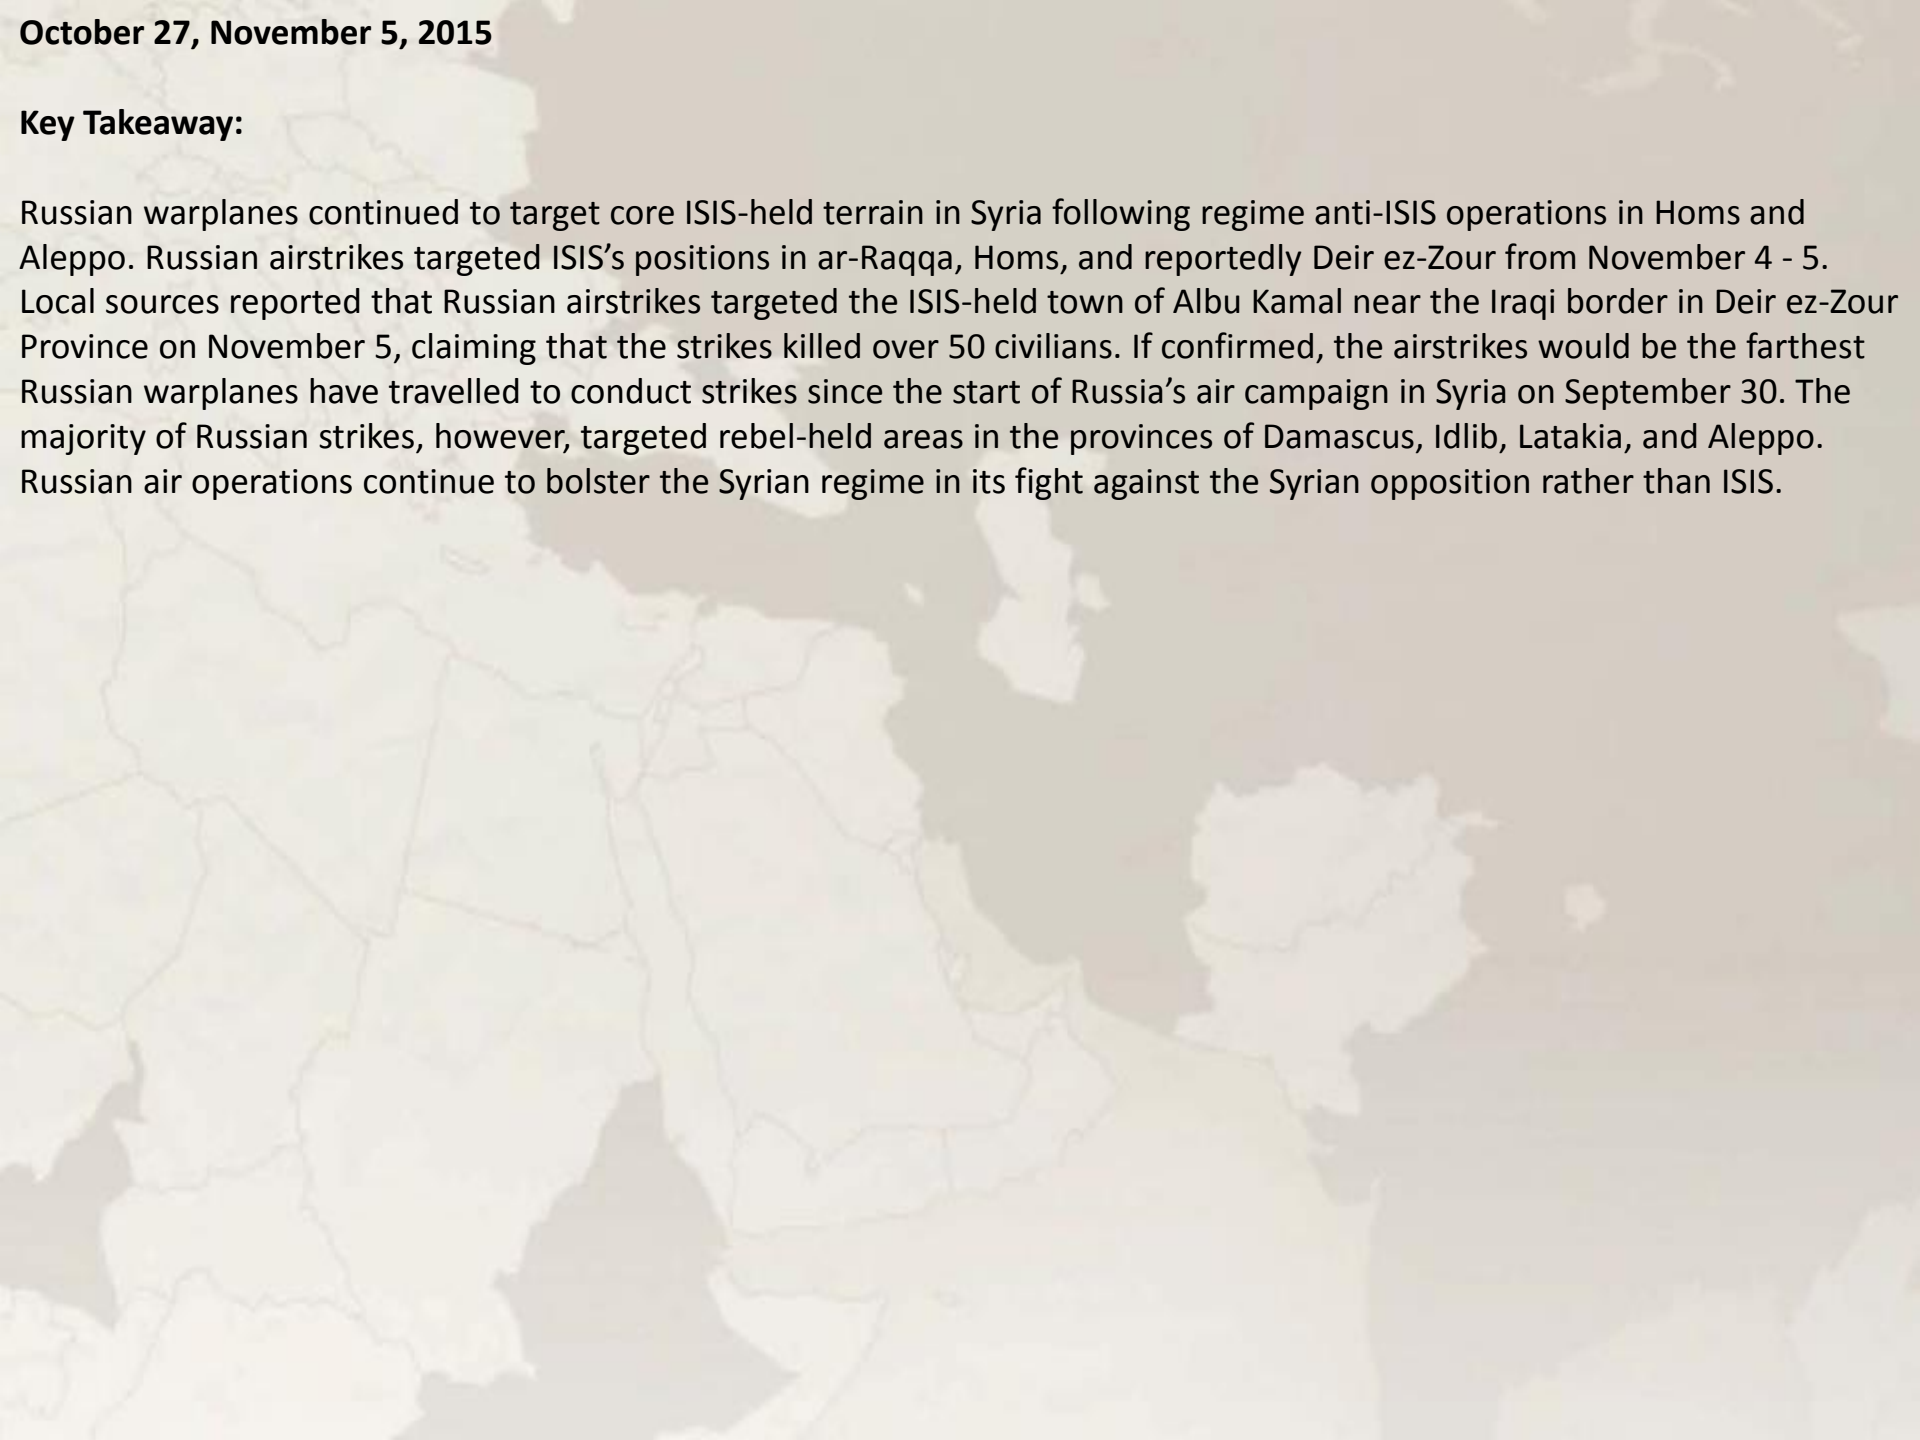 October 27, November 5, 2015
Key Takeaway:
Russian warplanes continued to target core ISIS-held terrain in Syria following regime anti-ISIS operations in Homs and
Aleppo. Russian airstrikes targeted ISIS’s positions in ar-Raqqa, Homs, and reportedly Deir ez-Zour from November 4 - 5.
Local sources reported that Russian airstrikes targeted the ISIS-held town of Albu Kamal near the Iraqi border in Deir ez-Zour
Province on November 5, claiming that the strikes killed over 50 civilians. If confirmed, the airstrikes would be the farthest
Russian warplanes have travelled to conduct strikes since the start of Russia’s air campaign in Syria on September 30. The
majority of Russian strikes, however, targeted rebel-held areas in the provinces of Damascus, Idlib, Latakia, and Aleppo.
Russian air operations continue to bolster the Syrian regime in its fight against the Syrian opposition rather than ISIS.